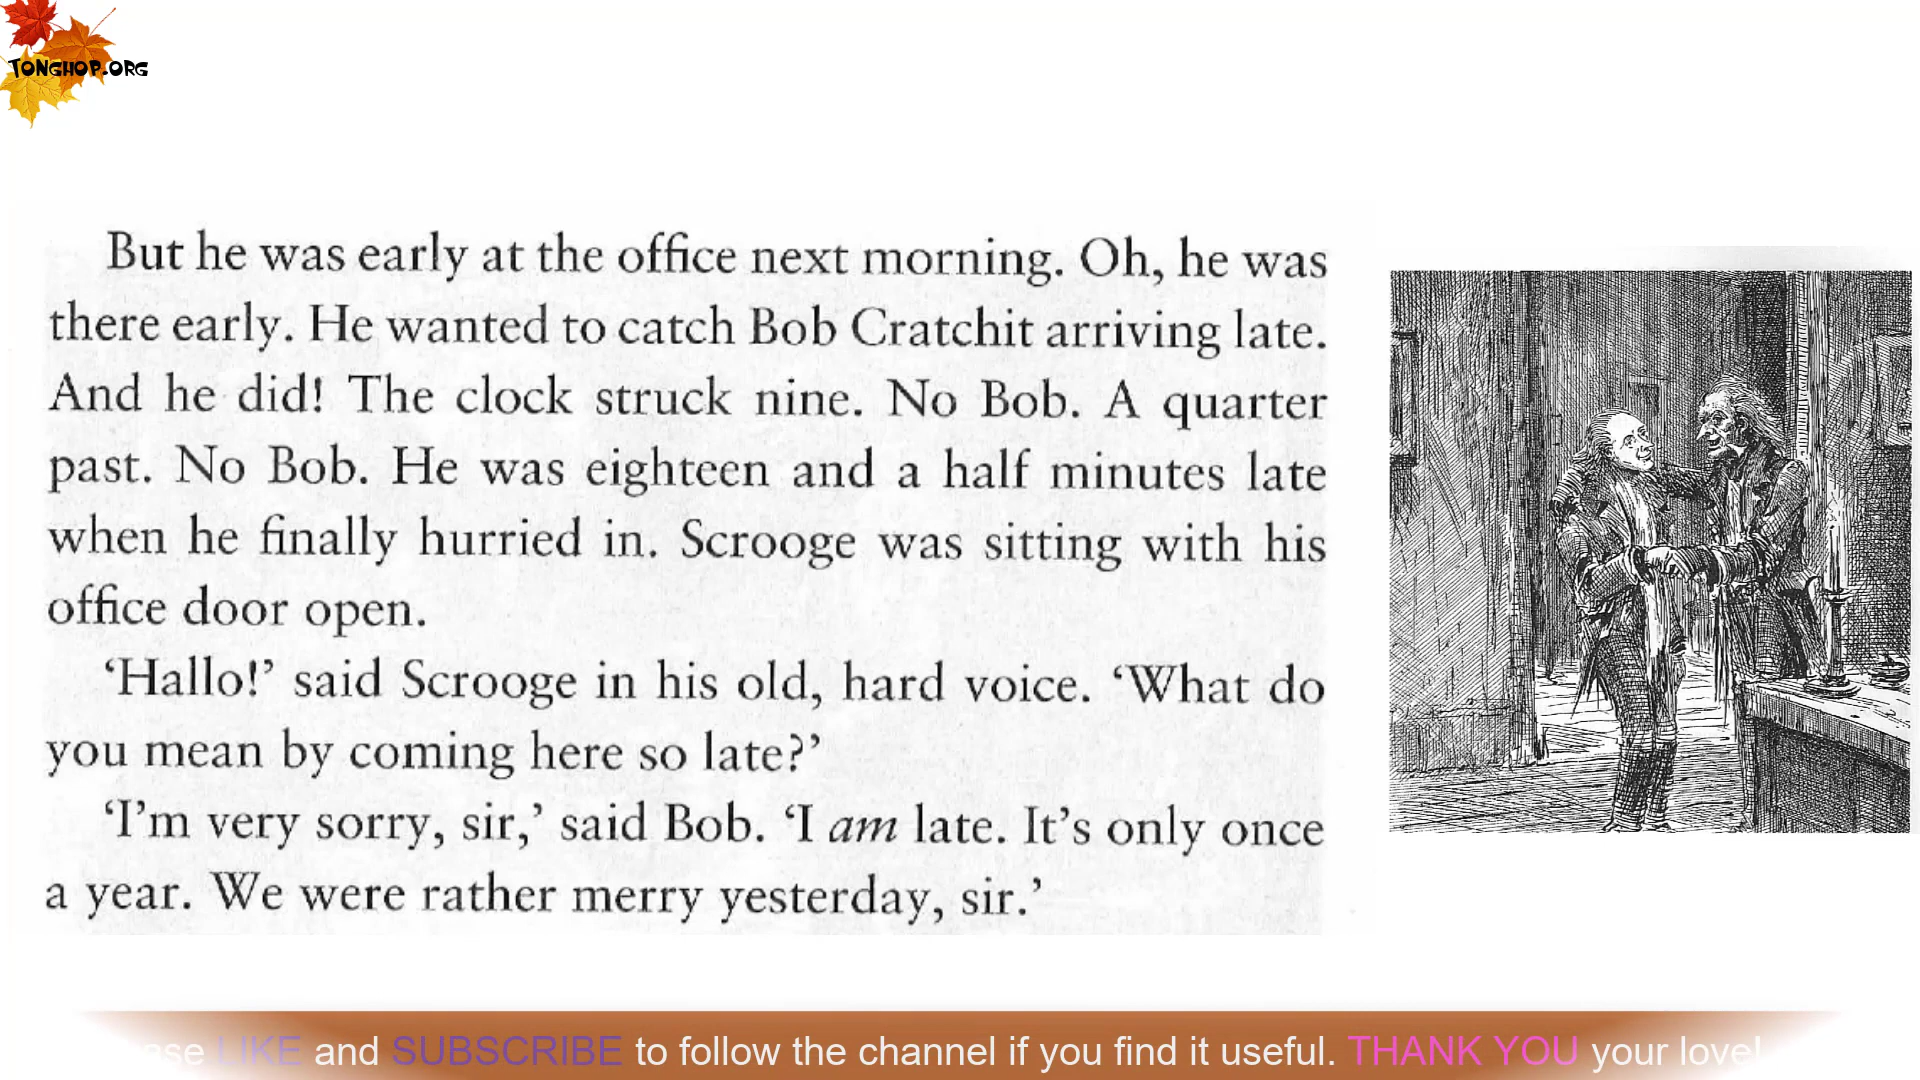 TONGHOP.ORG
But he was early at the office next morning. Oh, he was
there early. He wanted to catch Bob Cratchit arriving late.
And he did! The clock struck nine. No Bob. A quarter
past. No Bob. He was eighteen and a half minutes late
when he finally hurried in. Scrooge was sitting with his
office door open.
‘Hallo!’ said Scrooge in his old, hard voice. ‘What do
you mean by coming here so late?’
‘I’m very sorry, sir,’ said Bob. ‘I am late. It’s only once
a year. We were rather merry yesterday, sir.’
ase LIKE and SUBSCRIBE to follow the channel if you find it useful. THANK YOU your love!